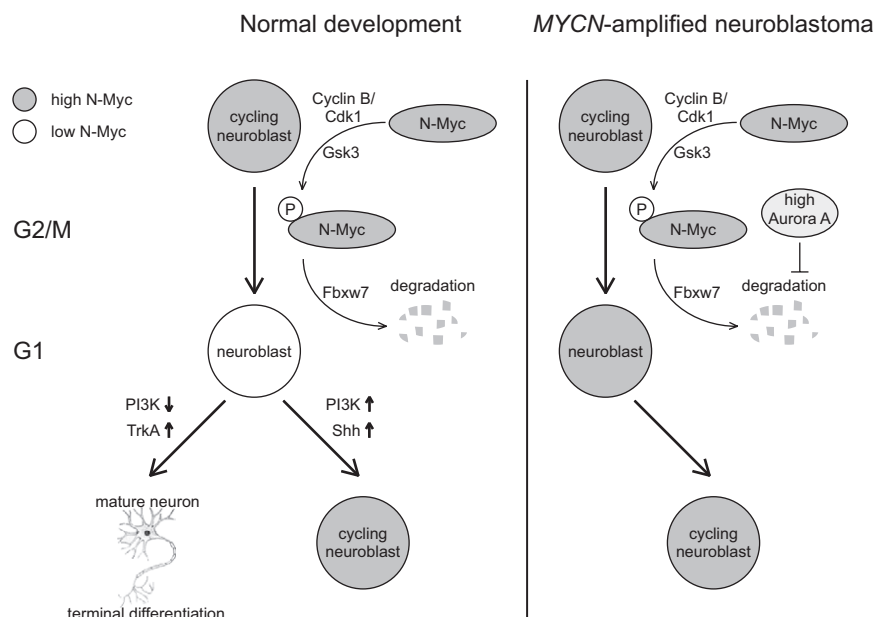 Normal development
MYCN-amplified neuroblastoma
high N-Myc
low N-Myc
cycling
neuroblast
Cyclin B/
Cdk1
N-Myc
Gsk3
P
G2/M
N-Myc
Fbxw7
degradation
G1
neuroblast
PI3K
TrkA
PI3K
Shh
mature neuron
terminal differentiation
cycling
neuroblast
cycling
neuroblast
Cyclin B/
Cdk1
N-Myc
Gsk3
P
N-Myc
high
Aurora A
Fbxw7
degradation
neuroblast
cycling
neuroblast